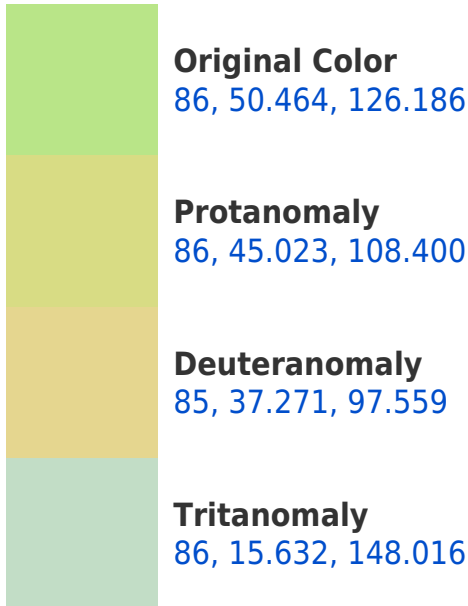 Original Color
86, 50.464, 126.186
Protanomaly
86, 45.023, 108.400
Deuteranomaly
85, 37.271, 97.559
Tritanomaly
86, 15.632, 148.016